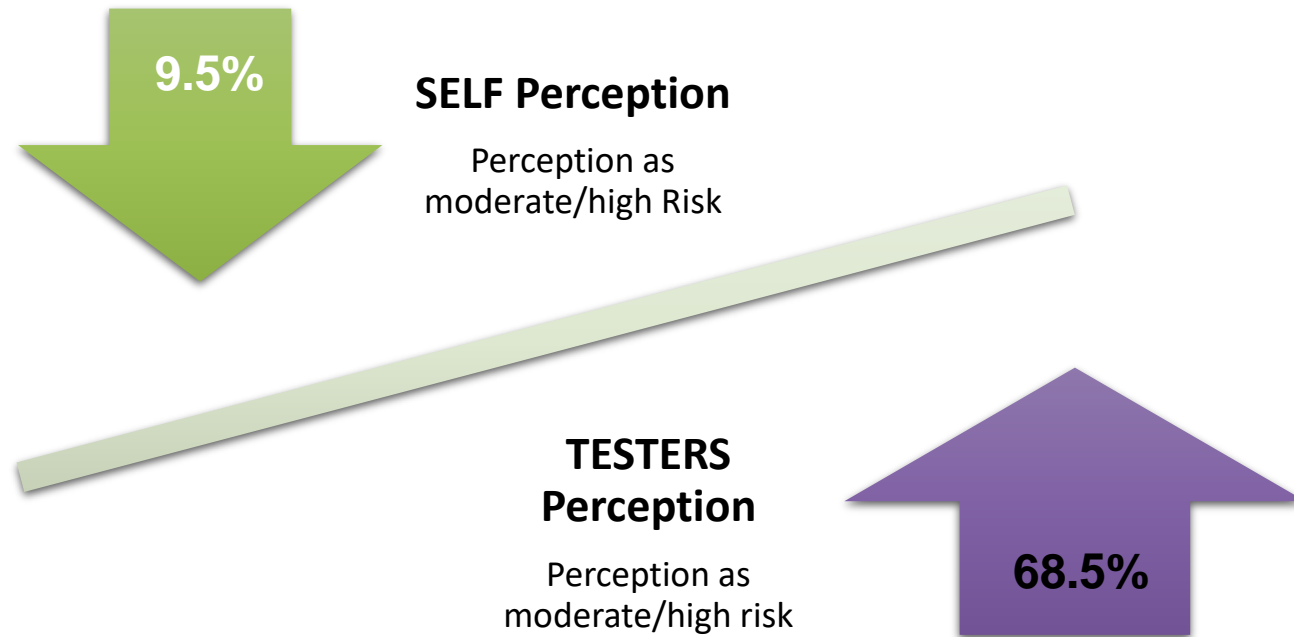 9.5%
SELF Perception
Perception as
moderate/high Risk
TESTERS
Perception
Perception as
moderate/high risk
68.5%